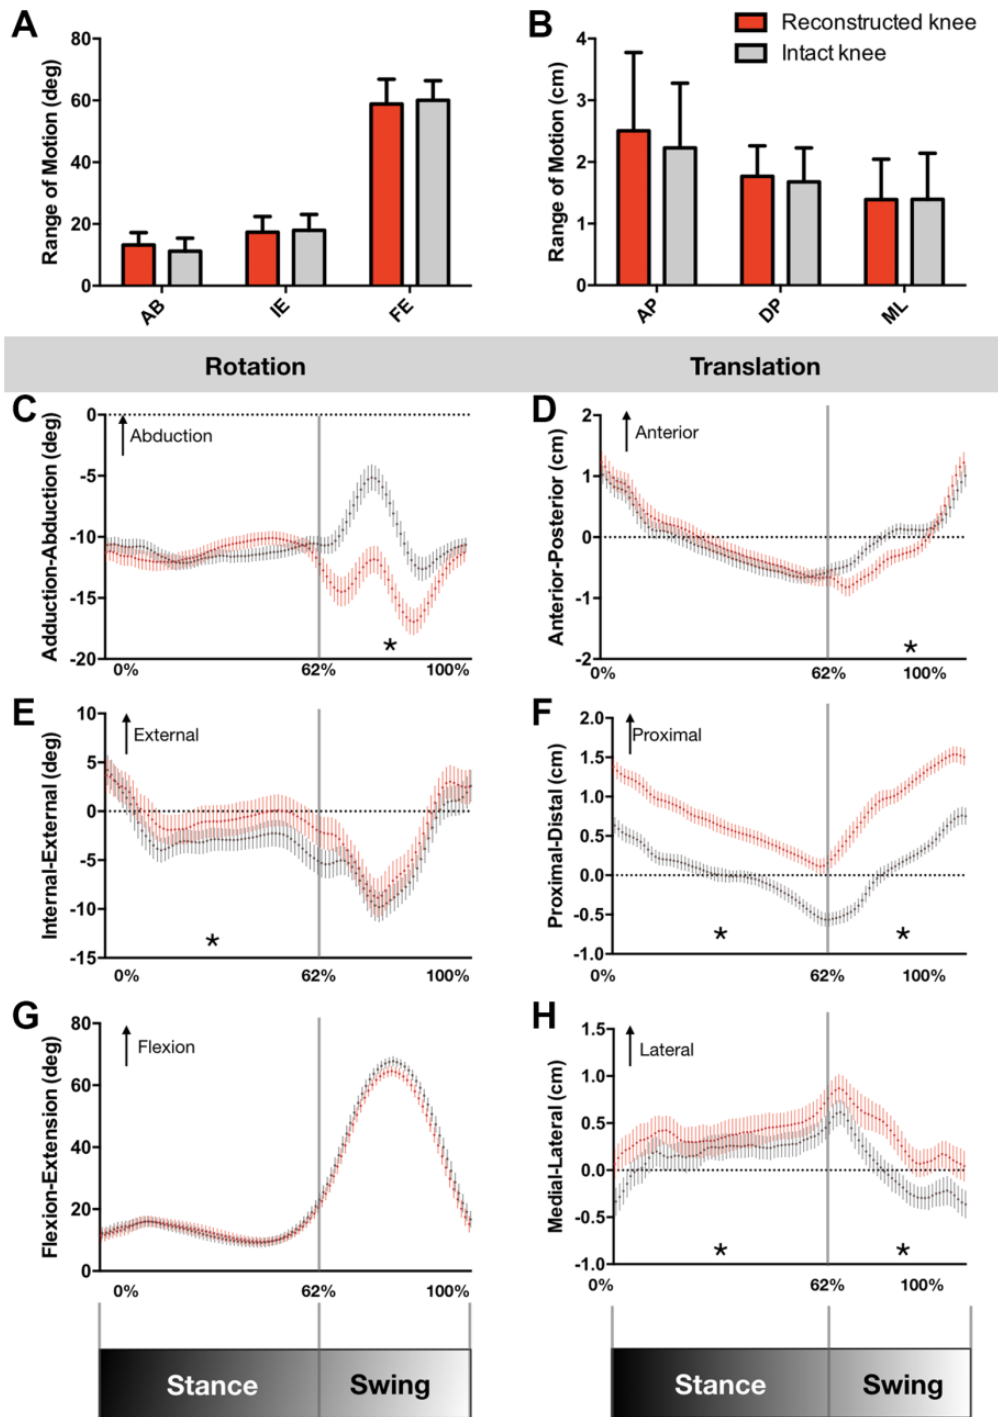 A
Range of Motion (deg)
80
60
40
20
0
AB
IE
FE
B
Range of Motion (cm)
4
3
2
1
0
AP
DP
ML
Reconstructed knee
Intact knee
Rotation
Translation
C
Adduction-Abduction (deg)
0
-5
-10
-15
-20
Abduction
*
0%
62%
100%
D
Anterior-Posterior (cm)
2
1
0
-1
-2
Anterior
*
0%
62%
100%
E
Internal-External (deg)
10
5
0
-5
-10
-15
External
*
0%
62%
100%
F
Proximal-Distal (cm)
2.0
1.5
1.0
0.5
0.0
-0.5
-1.0
Proximal
*
*
0%
62%
100%
G
Flexion-Extension (deg)
80
60
40
20
0
Flexion
0%
62%
100%
H
Medial-Lateral (cm)
1.5
1.0
0.5
0.0
-0.5
-1.0
Lateral
*
*
0%
62%
100%
Stance
Swing
Stance
Swing